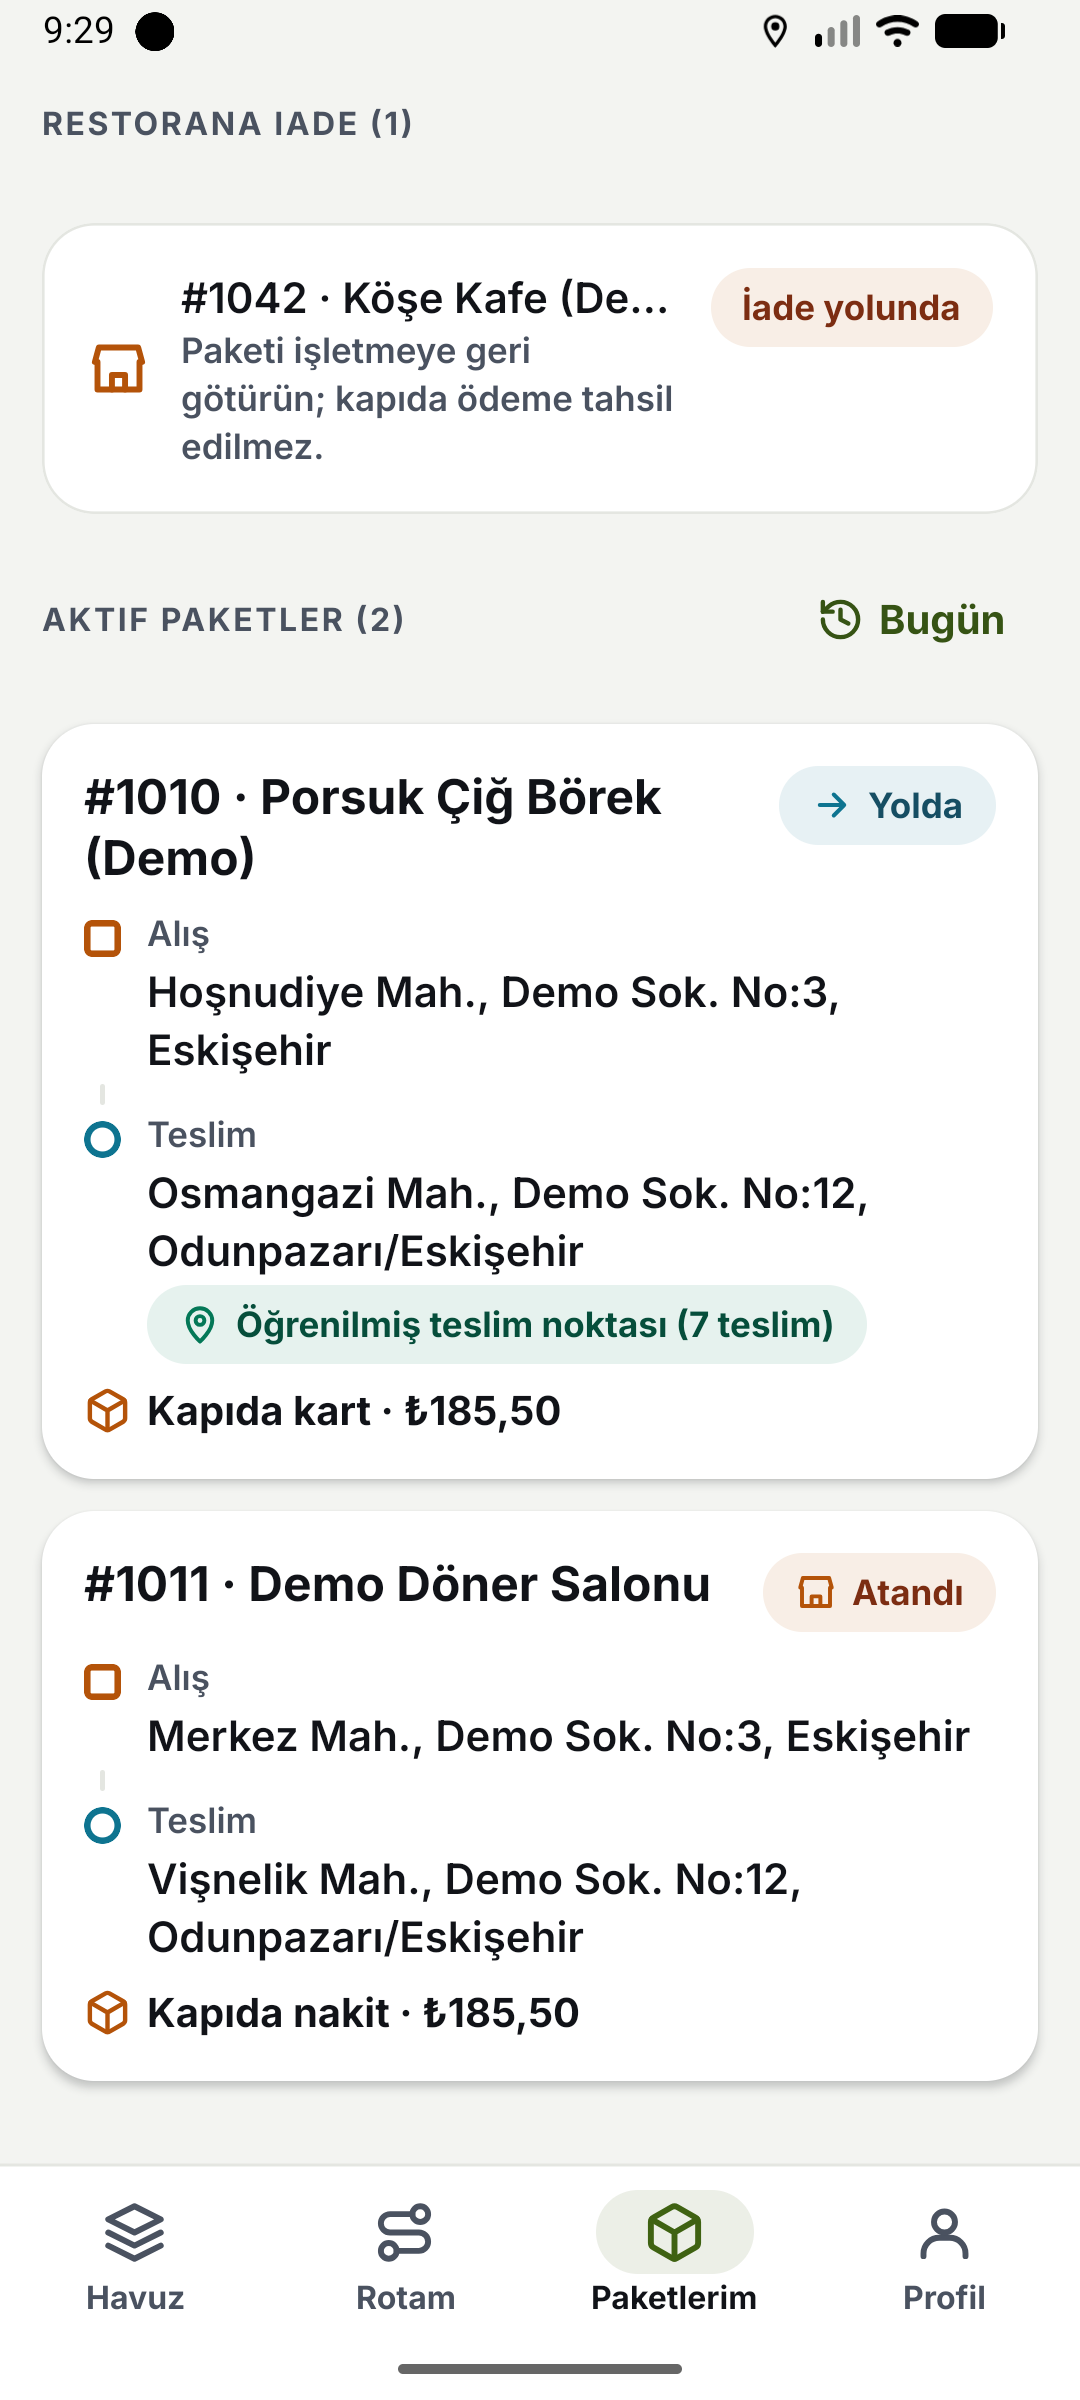 9:29
RESTORANA IADE (1)
#1042 · Köşe Kafe (De...
İade yolunda
Paketi işletmeye geri
götürün; kapıda ödeme tahsil
edilmez.
AKTIF PAKETLER (2)
Bugün
#1010 · Porsuk Çiğ Börek
(Demo)
Yolda
Alış
Hoşnudiye Mah., Demo Sok. No:3,
Eskişehir
Teslim
Osmangazi Mah., Demo Sok. No:12,
Odunpazarı/Eskişehir
Öğrenilmiş teslim noktası (7 teslim)
Kapıda kart · ₺185,50
#1011 · Demo Döner Salonu
Atandı
Alış
Merkez Mah., Demo Sok. No:3, Eskişehir
Teslim
Vişnelik Mah., Demo Sok. No:12,
Odunpazarı/Eskişehir
Kapıda nakit · ₺185,50
Havuz
Rotam
Paketlerim
Profil